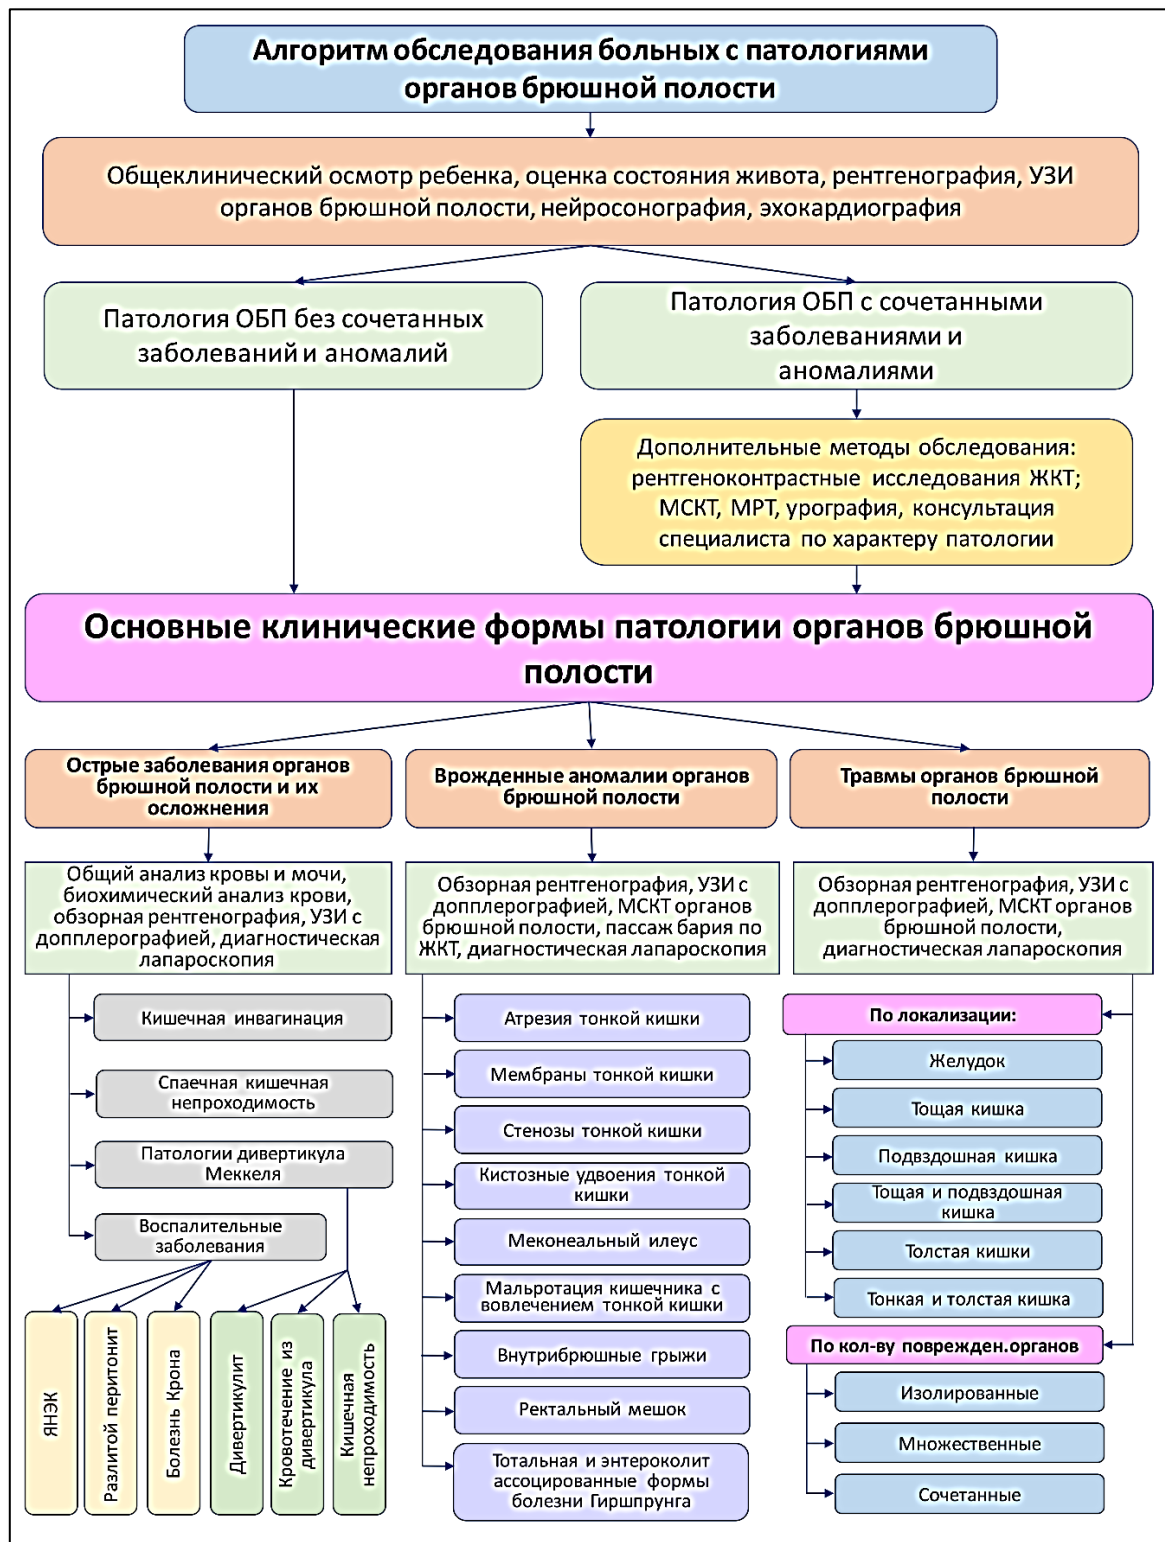 Алгоритм обследования больных с патологиями
органов брюшной полости
Общеклинический осмотр ребенка, оценка состояния живота, рентгенография, УЗИ
органов брюшной полости, нейросонография, эхокардиография
Патология ОБП без сочетанных
заболеваний и аномалий
Патология ОБП с сочетанными
заболеваниями и
аномалиями
Дополнительные методы обследования:
рентгеноконтрастные исследования ЖКТ;
МСКТ, МРТ, урография, консультация
специалиста по характеру патологии
Основные клинические формы патологии органов брюшной
полости
Острые заболевания органов
брюшной полости и их
осложнения
Общий анализ кровы и мочи,
биохимический анализ крови,
обзорная рентгенография, УЗИ с
допплерографией, диагностическая
лапароскопия
Кишечная инвагинация
Спаечная кишечная
непроходимость
Патологии дивертикула
Меккеля
Воспалительные
заболевания
ЯНЭК
Разлитой перитонит
Болезнь Крона
Дивертикулит
Кровотечение из
дивертикула
Кишечная
непроходимость
Врожденные аномалии органов
брюшной полости
Обзорная рентгенография, УЗИ с
допплерографией, МСКТ органов
брюшной полости, пассаж бария по
ЖКТ, диагностическая лапароскопия
Атрезия тонкой кишки
Мембраны тонкой кишки
Стенозы тонкой кишки
Кистозные удвоения тонкой
кишки
Меконеальный илеус
Мальротация кишечника с
вовлечением тонкой кишки
Внутрибрюшные грыжи
Ректальный мешок
Тотальная и энтероколит
ассоцированные формы
болезни Гиршпрунга
Травмы органов брюшной
полости
Обзорная рентгенография, УЗИ с
допплерографией, МСКТ органов
брюшной полости,
диагностическая лапароскопия
По локализации:
Желудок
Тощая кишка
Подвздошная кишка
Тощая и подвздошная
кишка
Толстая кишки
Тонкая и толстая кишка
По кол-ву поврежден.органов
Изолированные
Множественные
Сочетанные